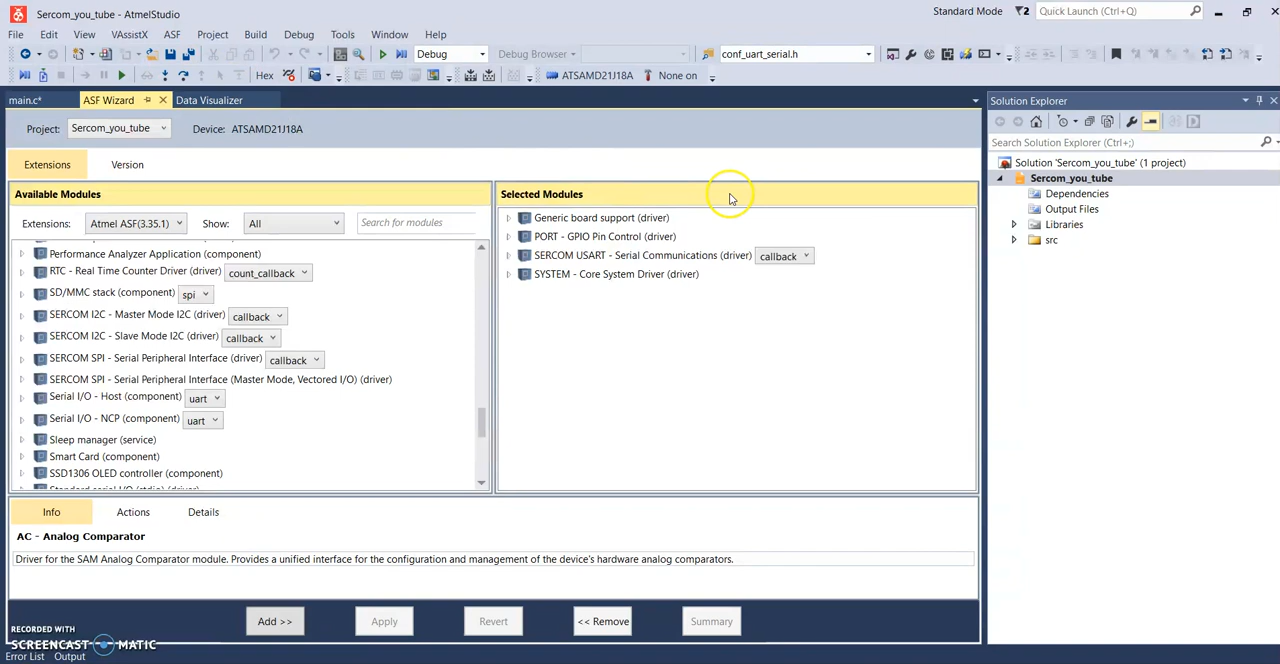 Sercom_you_tube - AtmelStudio
Standard Mode
2
Quick Launch (Ctrl+Q)
File Edit View VAssistX ASF Project Build Debug Tools Window Help
Debug Debug Browser conf_uart_serial.h
Hex ATSAMD21J18A None on
main.c* ASF Wizard Data Visualizer
Project: Sercom_you_tube Device: ATSAMD21J18A
Extensions Version
Available Modules
Extensions: Atmel ASF(3.35.1) Show: All Search for modules
Performance Analyzer Application (component)
RTC - Real Time Counter Driver (driver) count_callback
SD/MMC stack (component) spi
SERCOM I2C - Master Mode I2C (driver) callback
SERCOM I2C - Slave Mode I2C (driver) callback
SERCOM SPI - Serial Peripheral Interface (driver) callback
SERCOM SPI - Serial Peripheral Interface (Master Mode, Vectored I/O) (driver)
Serial I/O - Host (component) uart
Serial I/O - NCP (component) uart
Sleep manager (service)
Smart Card (component)
SSD1306 OLED controller (component)
Standard serial I/O (stdio) (driver)
Selected Modules
Generic board support (driver)
PORT - GPIO Pin Control (driver)
SERCOM USART - Serial Communications (driver) callback
SYSTEM - Core System Driver (driver)
Info Actions Details
AC - Analog Comparator
Driver for the SAM Analog Comparator module. Provides a unified interface for the configuration and management of the device's hardware analog comparators.
Add >> Apply Revert << Remove Summary
Solution Explorer
Search Solution Explorer (Ctrl+;)
Solution 'Sercom_you_tube' (1 project)
Sercom_you_tube
Dependencies
Output Files
Libraries
src
RECORDED WITH
SCREENCAST MATIC
Error List Output